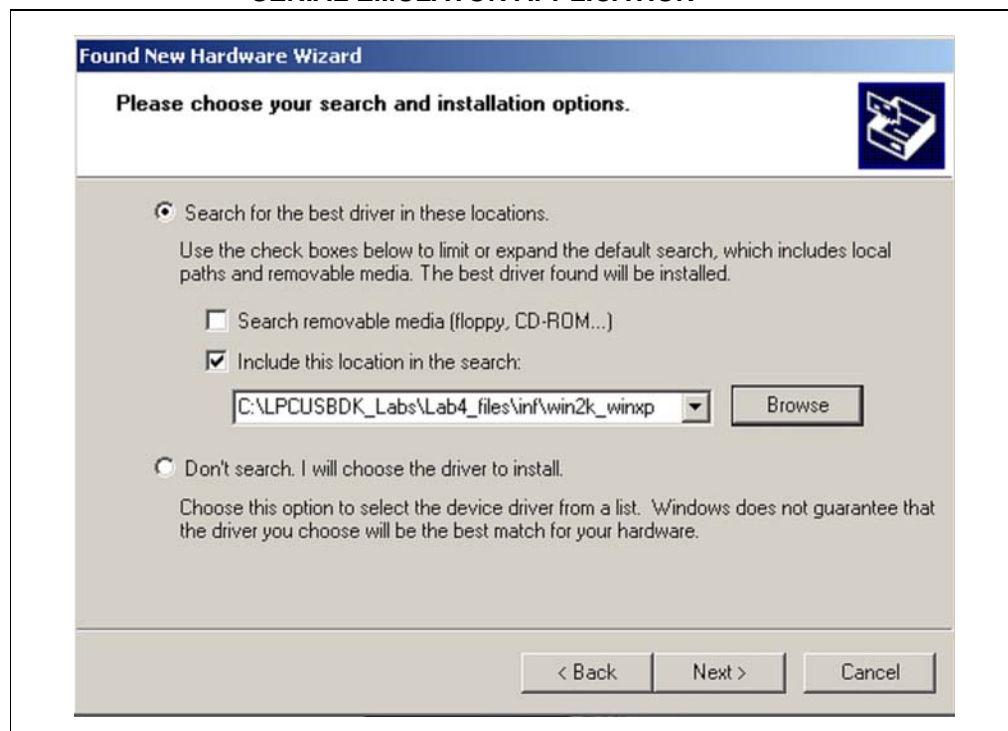 SERIAL EMULATOR APPLICATION
Found New Hardware Wizard
Please choose your search and installation options.
Search for the best driver in these locations.
Use the check boxes below to limit or expand the default search, which includes local
paths and removable media. The best driver found will be installed.
Search removable media (floppy, CD-ROM...)
Include this location in the search:
C:\LPCUSBDK_Labs\Lab4_files\inf\win2k_winxp
Browse
Don't search. I will choose the driver to install.
Choose this option to select the device driver from a list. Windows does not guarantee that
the driver you choose will be the best match for your hardware.
< Back Next > Cancel